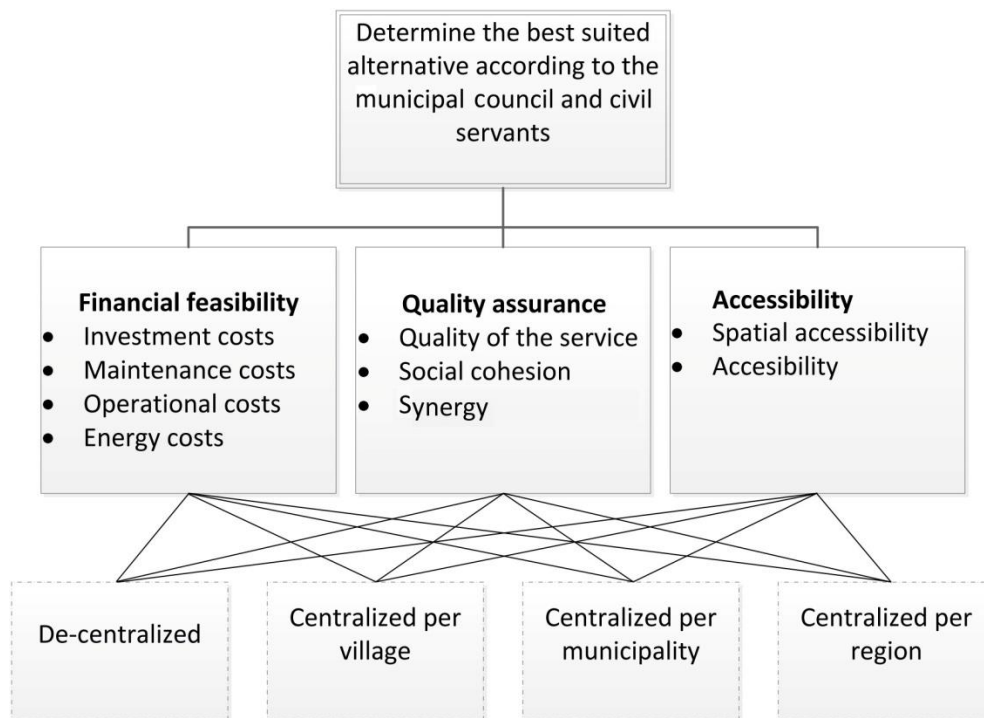 Determine the best suited
alternative according to the
municipal council and civil
servants
Financial feasibility
• Investment costs
• Maintenance costs
• Operational costs
• Energy costs
Quality assurance
• Quality of the service
• Social cohesion
• Synergy
Accessibility
• Spatial accessibility
• Accesibility
De-centralized
Centralized per
village
Centralized per
municipality
Centralized per
region